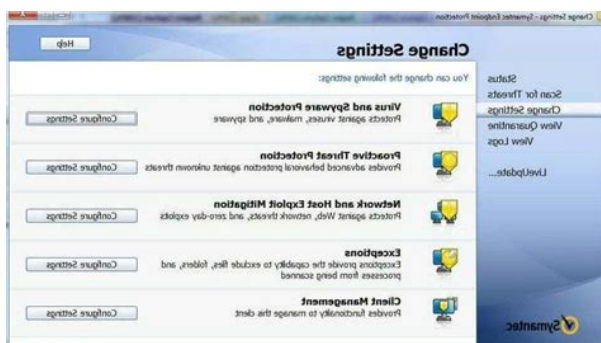 Change Settings - Symantec Endpoint Protection
Status
Scan for Threats
Change Settings
View Quarantine
View Logs
LiveUpdate...
Symantec
Change Settings
Help
You can change the following settings:
Virus and Spyware Protection
Protects against viruses, malware, and spyware
Configure Settings
Proactive Threat Protection
Provides advanced behavioral protection against unknown threats
Configure Settings
Network and Host Exploit Mitigation
Protects against Web, network threats, and zero-day exploits
Configure Settings
Exceptions
Exceptions provide the capability to exclude files, folders, and
processes from being scanned
Configure Settings
Client Management
Provides functionality to manage this client
Configure Settings